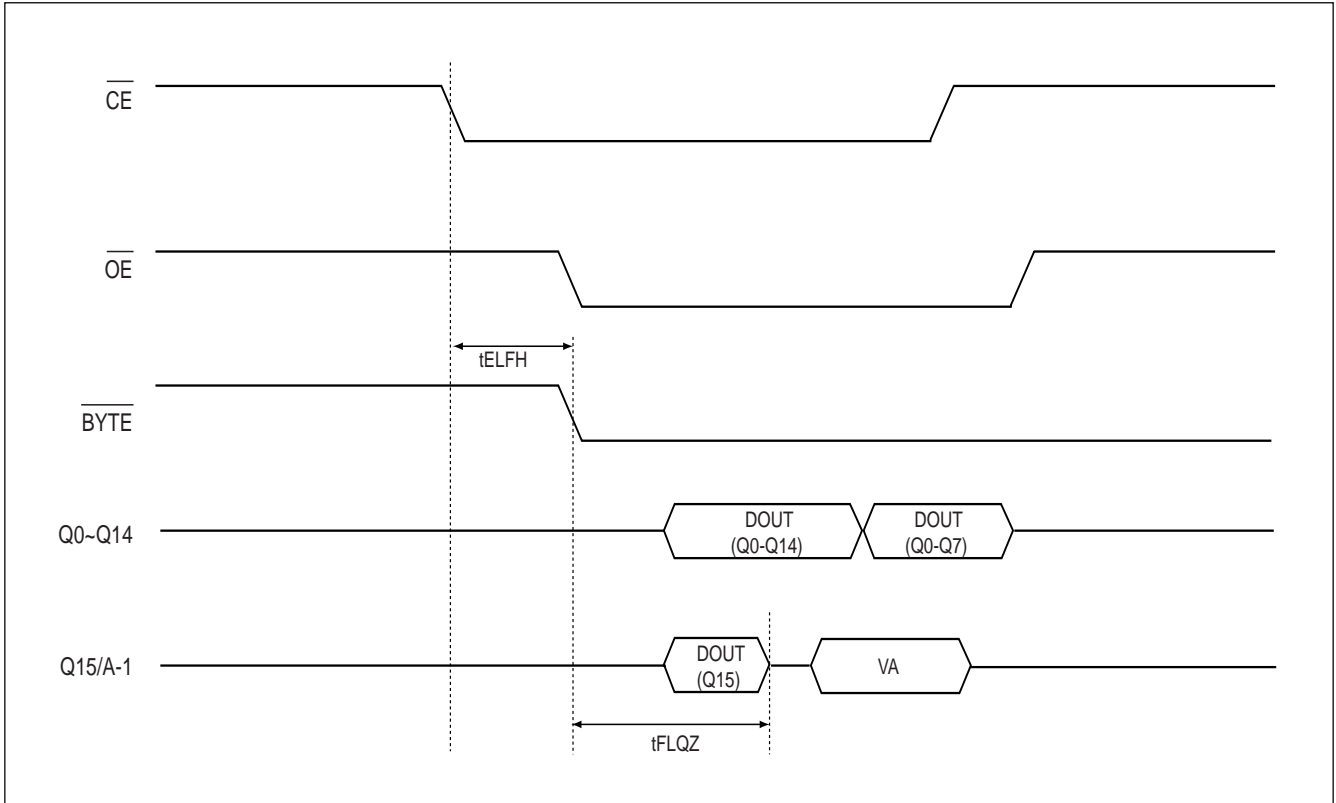 CE
OE
tELFH
BYTE
Q0~Q14
DOUT
(Q0-Q14)
DOUT
(Q0-Q7)
Q15/A-1
DOUT
(Q15)
VA
tFLQZ